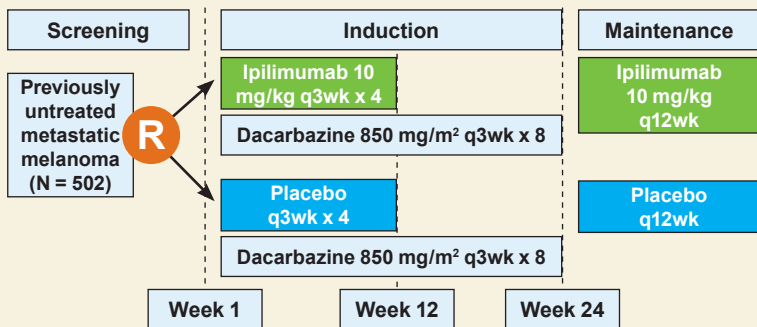 Screening
Induction
Maintenance
Previously
untreated
metastatic
melanoma
(N = 502)
R
Ipilimumab 10
mg/kg q3wk x 4
Dacarbazine 850 mg/m² q3wk x 8
Ipilimumab
10 mg/kg
q12wk
Placebo
q3wk x 4
Dacarbazine 850 mg/m² q3wk x 8
Placebo
q12wk
Week 1
Week 12
Week 24